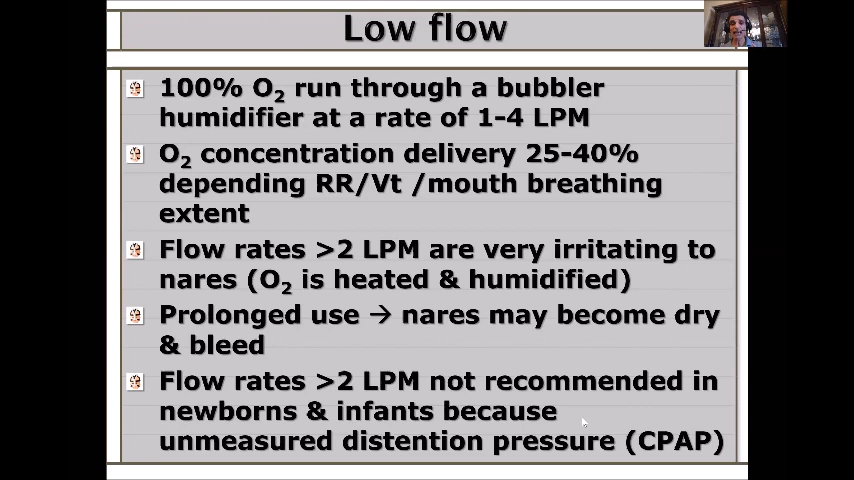 Low flow
100% O₂ run through a bubbler
humidifier at a rate of 1-4 LPM
O₂ concentration delivery 25-40%
depending RR/Vt /mouth breathing
extent
Flow rates >2 LPM are very irritating to
nares (O₂ is heated & humidified)
Prolonged use → nares may become dry
& bleed
Flow rates >2 LPM not recommended in
newborns & infants because
unmeasured distention pressure (CPAP)